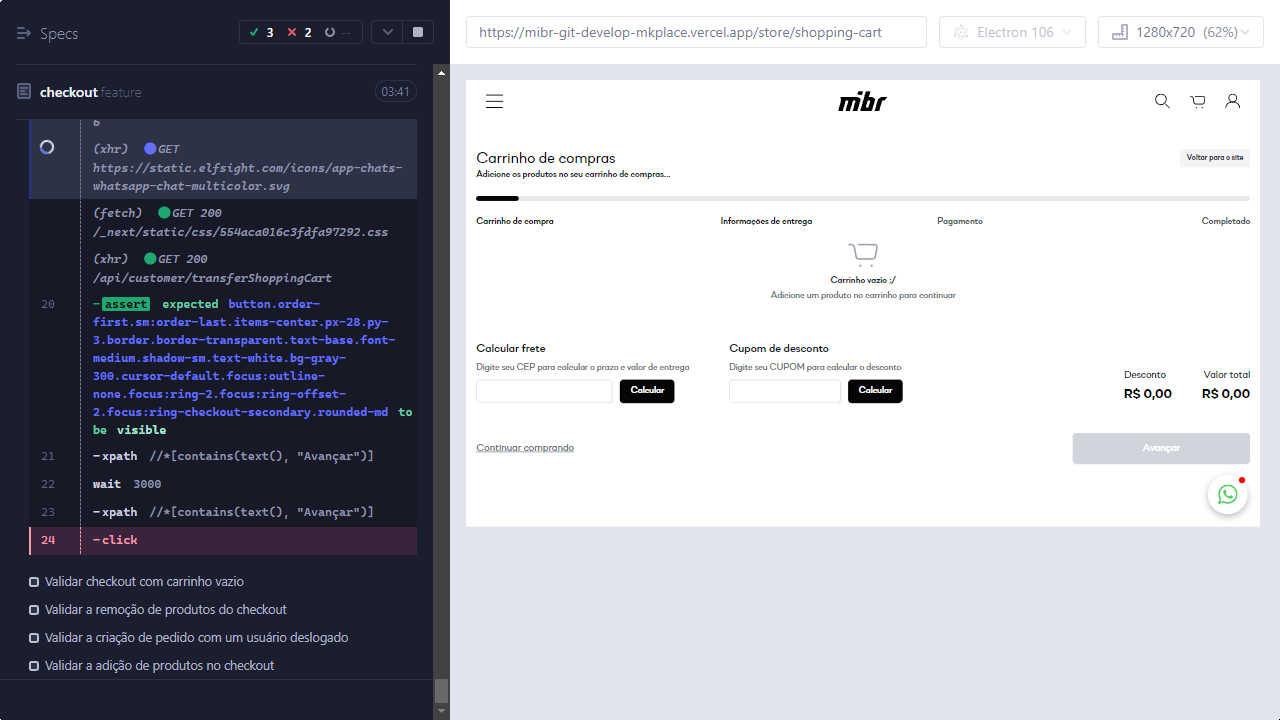 Specs
3
2
--
checkout.feature
03:41
6
(xhr) GET
https://static.elfsight.com/icons/app-chats-
whatsapp-chat-multicolor.svg
(fetch) GET 200
/_next/static/css/554aca016c3fdfa97292.css
(xhr) GET 200
/api/customer/transferShoppingCart
20
-assert expected button.order-
first.sm:order-last.items-center.px-28.py-
3.border.border-transparent.text-base.font-
medium.shadow-sm.text-white.bg-gray-
300.cursor-default.focus:outline-
none.focus:ring-2.focus:ring-offset-
2.focus:ring-checkout-secondary.rounded-md to
be visible
21 -xpath //*[contains(text(), "Avançar")]
22 wait 3000
23 -xpath //*[contains(text(), "Avançar")]
24 -click
Validar checkout com carrinho vazio
Validar a remoção de produtos do checkout
Validar a criação de pedido com um usuário deslogado
Validar a adição de produtos no checkout
https://mibr-git-develop-mkplace.vercel.app/store/shopping-cart
Electron 106
1280x720 (62%)
mibr
Carrinho de compras
Voltar para o site
Adicione os produtos no seu carrinho de compras...
Carrinho de compra
Informações de entrega
Pagamento
Completado
Carrinho vazio :/
Adicione um produto no carrinho para continuar
Calcular frete
Digite seu CEP para calcular o prazo e valor de entrega
Calcular
Cupom de desconto
Digite seu CUPOM para calcular o desconto
Calcular
Desconto
R$ 0,00
Valor total
R$ 0,00
Continuar comprando
Avançar